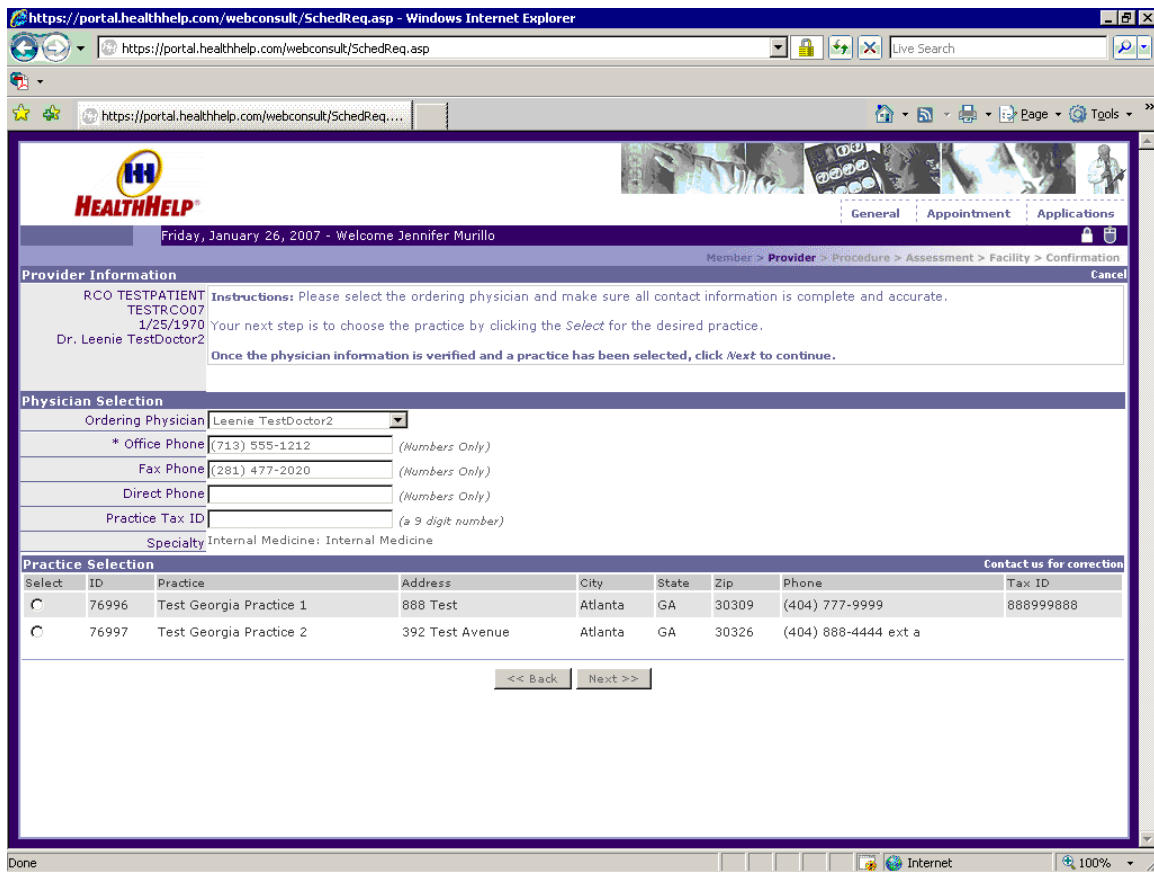 https://portal.healthhelp.com/webconsult/SchedReq.asp - Windows Internet Explorer
https://portal.healthhelp.com/webconsult/SchedReq.asp Live Search
https://portal.healthhelp.com/webconsult/SchedReq.... Page Tools »
HH
HEALTHHELP®
General Appointment Applications
Friday, January 26, 2007 - Welcome Jennifer Murillo
Member > Provider > Procedure > Assessment > Facility > Confirmation
Provider Information Cancel
RCO TESTPATIENT
TESTRCO07
1/25/1970
Dr. Leenie TestDoctor2
Instructions: Please select the ordering physician and make sure all contact information is complete and accurate.
Your next step is to choose the practice by clicking the Select for the desired practice.
Once the physician information is verified and a practice has been selected, click Next to continue.
Physician Selection
Ordering Physician Leenie TestDoctor2
* Office Phone (713) 555-1212 (Numbers Only)
Fax Phone (281) 477-2020 (Numbers Only)
Direct Phone (Numbers Only)
Practice Tax ID (a 9 digit number)
Specialty Internal Medicine: Internal Medicine
Practice Selection Contact us for correction
Select ID Practice Address City State Zip Phone Tax ID
76996 Test Georgia Practice 1 888 Test Atlanta GA 30309 (404) 777-9999 888999888
76997 Test Georgia Practice 2 392 Test Avenue Atlanta GA 30326 (404) 888-4444 ext a
<< Back Next >>
Done Internet 100%